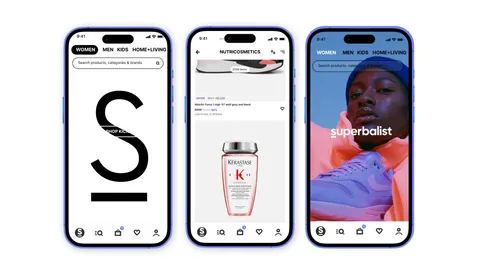 9:41
WOMEN MEN KIDS HOME+LIVING
Search products, categories & brands
S
SHOP KIC
9:41
NUTRICOSMETICS
KÉRASTASE
K
9:41
WOMEN MEN KIDS HOME+LIVING
Search products, categories & brands
superbalist